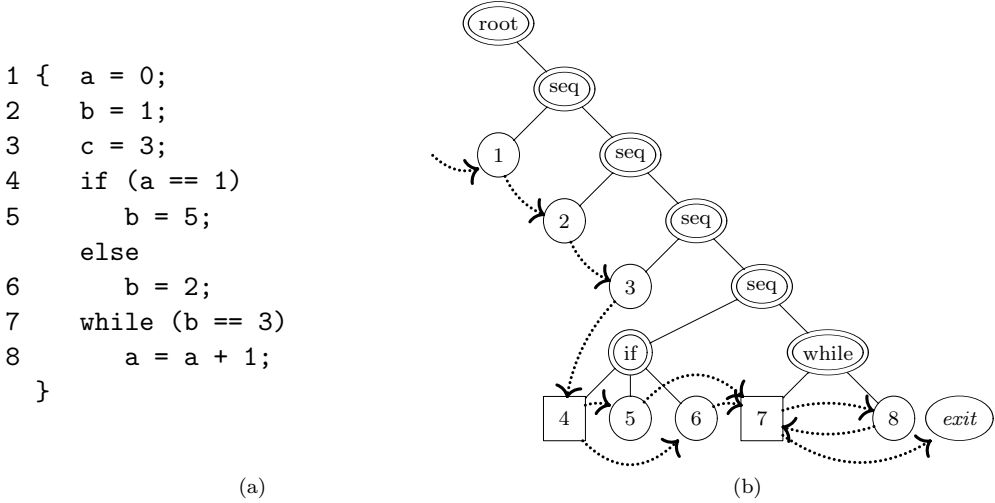 1 { a = 0;
2 b = 1;
3 c = 3;
4 if (a == 1)
5 b = 5;
else
6 b = 2;
7 while (b == 3)
8 a = a + 1;
}
(a)
root
seq
1 seq
2 seq
3 seq
if while
4 5 6 7 8 exit
(b)